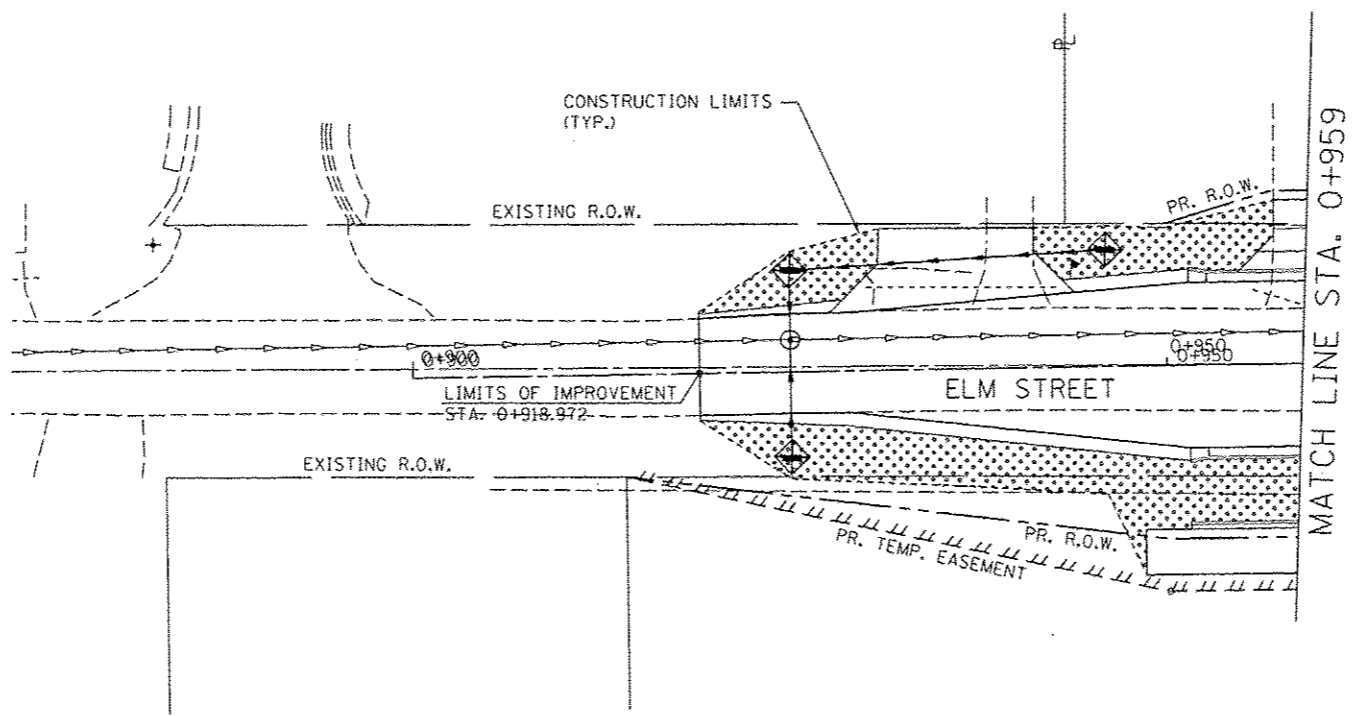 PL
CONSTRUCTION LIMITS
(TYP.)
PR. R.O.W.
EXISTING R.O.W.
0+900
0+950
0+950
LIMITS OF IMPROVEMENT
STA. 0+918.972
ELM STREET
EXISTING R.O.W.
PR. R.O.W.
PR. TEMP. EASEMENT
MATCH LINE STA. 0+959